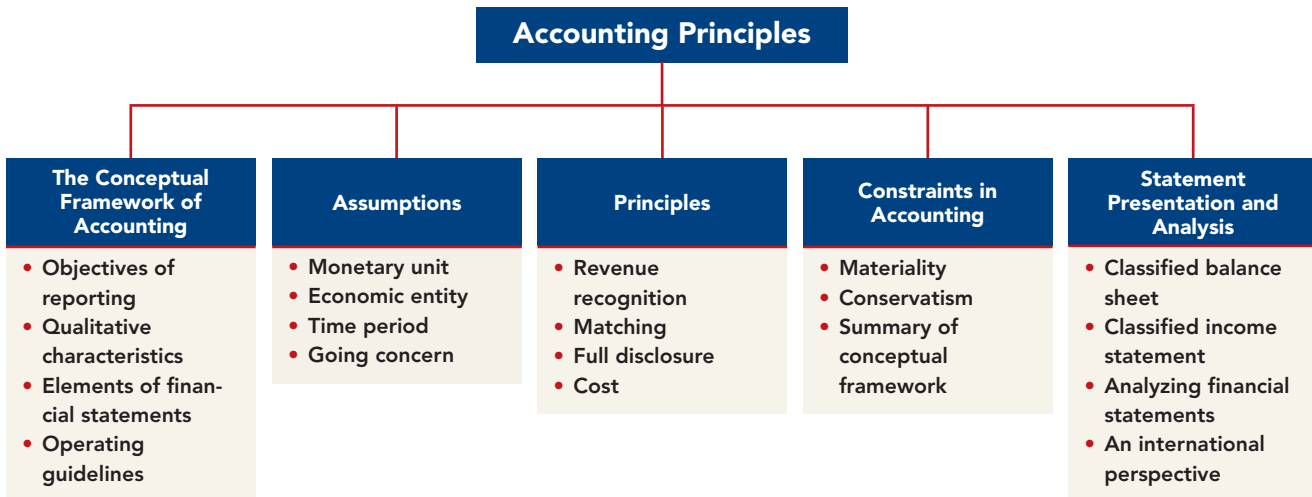 Accounting Principles
The Conceptual
Framework of
Accounting
• Objectives of
reporting
• Qualitative
characteristics
• Elements of finan-
cial statements
• Operating
guidelines
Assumptions
• Monetary unit
• Economic entity
• Time period
• Going concern
Principles
• Revenue
recognition
• Matching
• Full disclosure
• Cost
Constraints in
Accounting
• Materiality
• Conservatism
• Summary of
conceptual
framework
Statement
Presentation and
Analysis
• Classified balance
sheet
• Classified income
statement
• Analyzing financial
statements
• An international
perspective